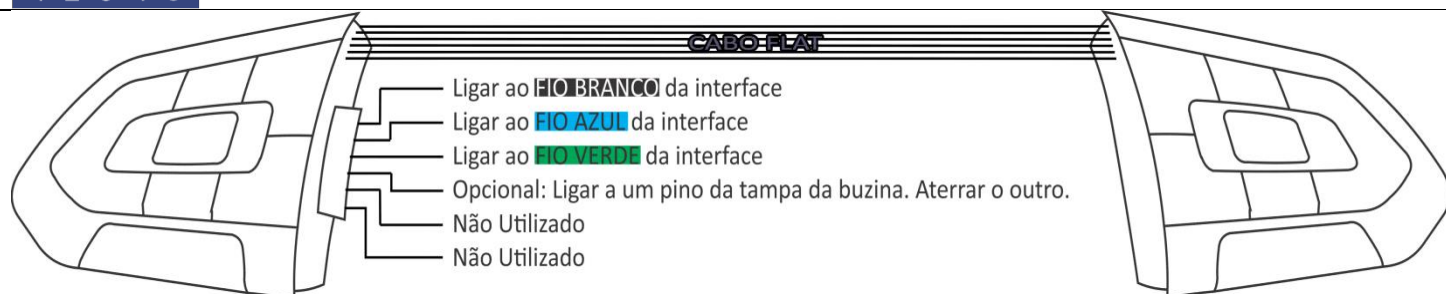 CABO FLAT
Ligar ao FIO BRANCO da interface
Ligar ao FIO AZUL da interface
Ligar ao FIO VERDE da interface
Opcional: Ligar a um pino da tampa da buzina. Aterrar o outro.
Não Utilizado
Não Utilizado